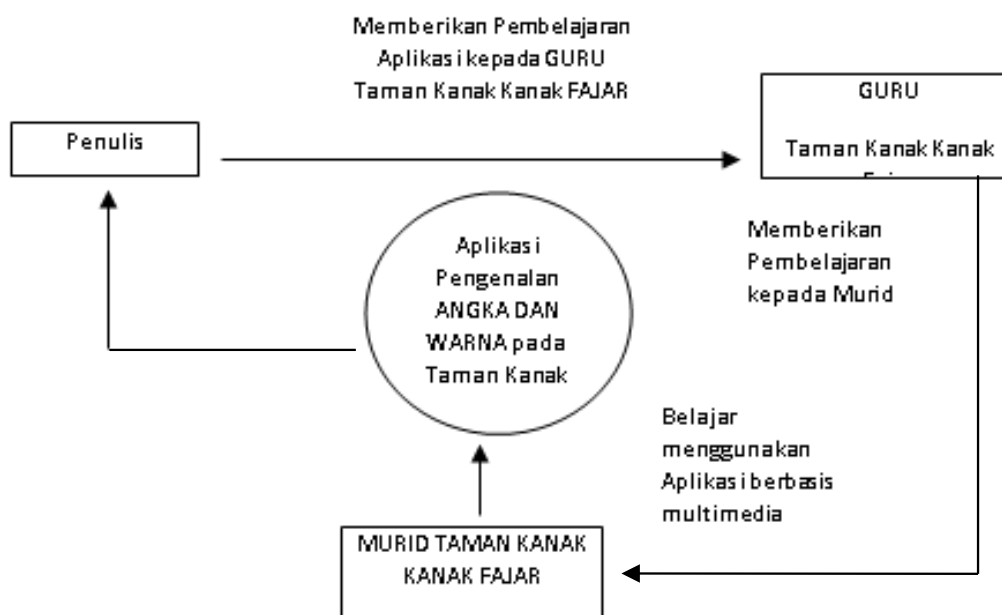 Memberikan Pembelajaran
Aplikasi kepada GURU
Taman Kanak Kanak FAJAR
Penulis
GURU
Taman Kanak Kanak
Aplikasi
Pengenalan
ANGKA DAN
WARNA pada
Taman Kanak
Memberikan
Pembelajaran
kepada Murid
Belajar
menggunakan
Aplikasi berbasis
multimedia
MURID TAMAN KANAK
KANAK FAJAR